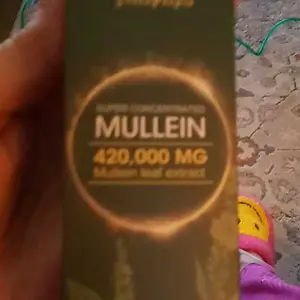 SUPER CONCENTRATED
MULLEIN
420,000 MG
Mullein leaf extract